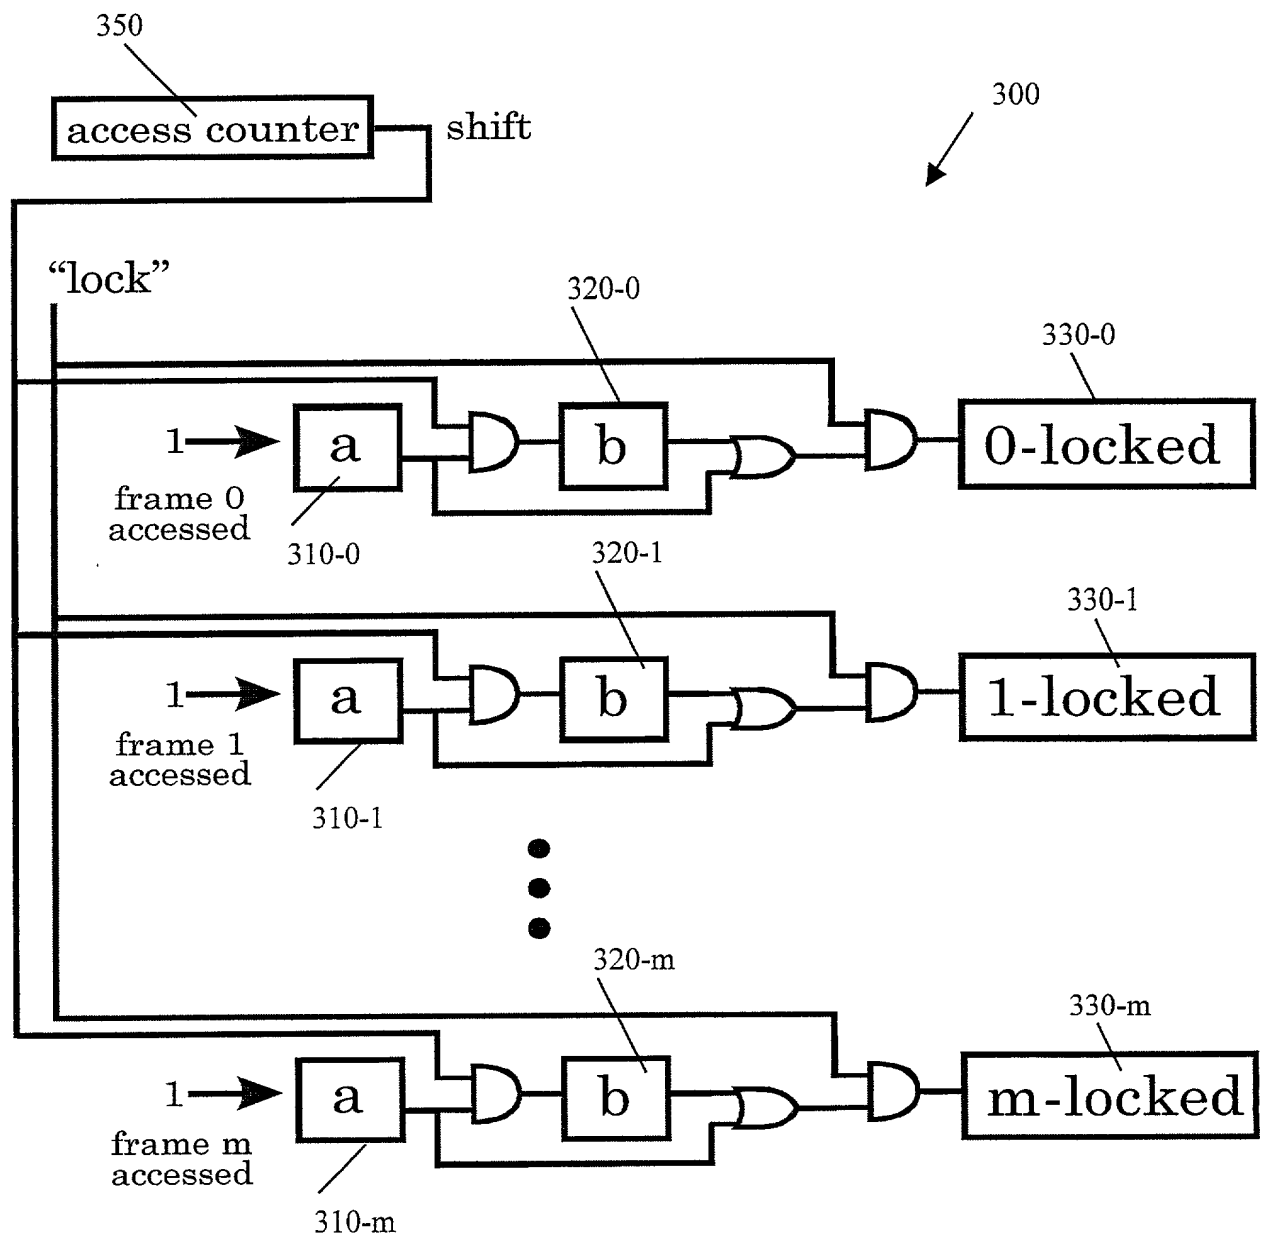 350
300
access counter
shift
“lock”
320-0
330-0
1
a
b
0-locked
frame 0
accessed
310-0
320-1
330-1
1
a
b
1-locked
frame 1
accessed
310-1
320-m
330-m
1
a
b
m-locked
frame m
accessed
310-m